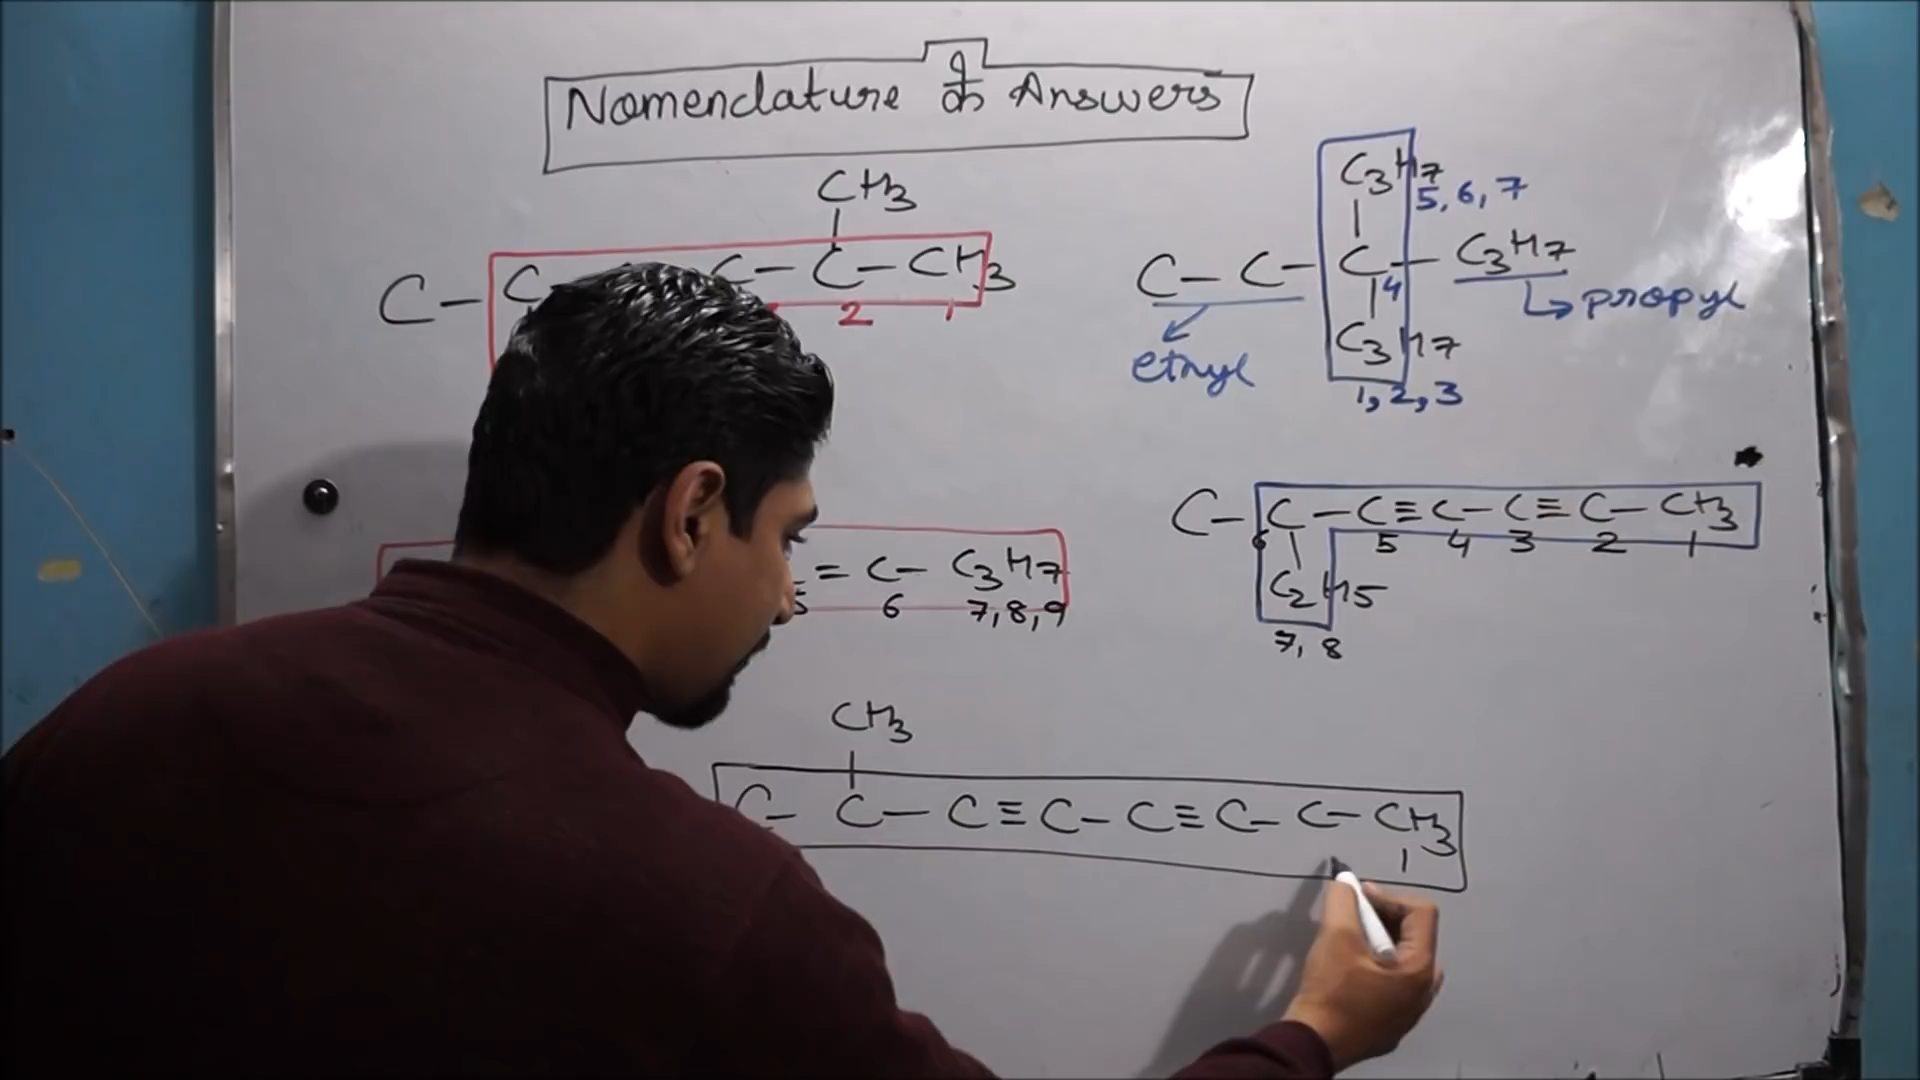 Nomenclature के Answers
CH3
C - C - C - C - CH3
2 1
C3H7
5, 6, 7
C - C - C - C3H7
4
propyl
ethyl
C3H7
1, 2, 3
C - C - C ≡ C - C ≡ C - CH3
6 5 4 3 2 1
C2H5
7, 8
= C - C3H7
5 6 7, 8, 9
CH3
C - C - C ≡ C - C ≡ C - C - CH3
1